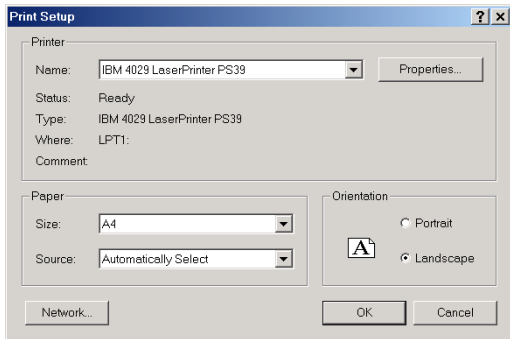 Print Setup
Printer
Name: IBM 4029 LaserPrinter PS39 Properties...
Status: Ready
Type: IBM 4029 LaserPrinter PS39
Where: LPT1:
Comment
Paper
Size: A4
Source: Automatically Select
Orientation
A
Portrait
Landscape
Network... OK Cancel